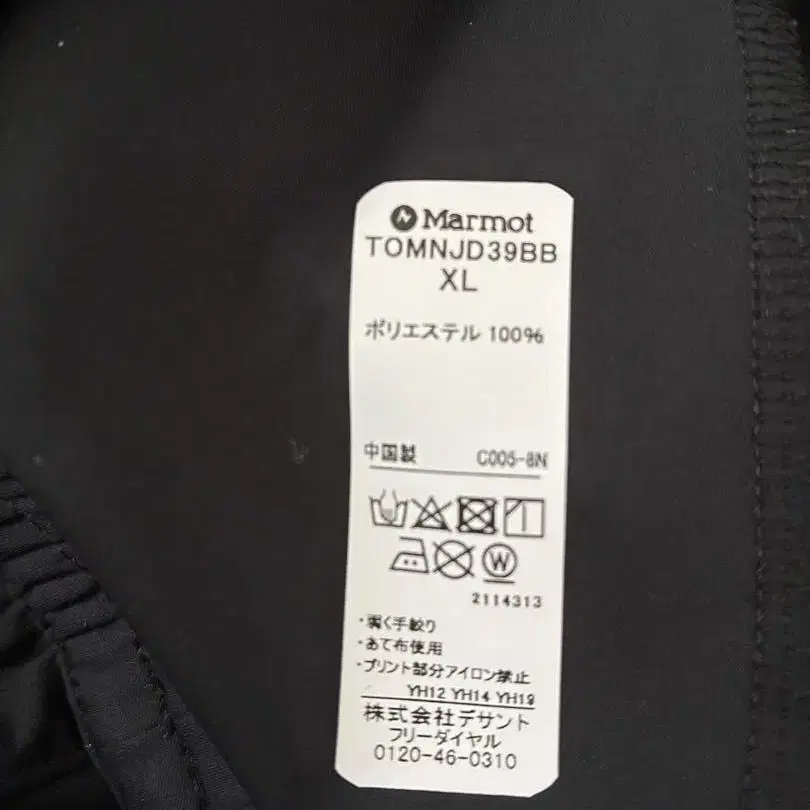 Marmot
TOMNJD39BB
XL
ポリエステル 100%
中国製 C005-8N
W
2114313
・弱く手絞り
・あて布使用
・プリント部分アイロン禁止
YH12 YH14 YH19
株式会社デサント
フリーダイヤル
0120-46-0310